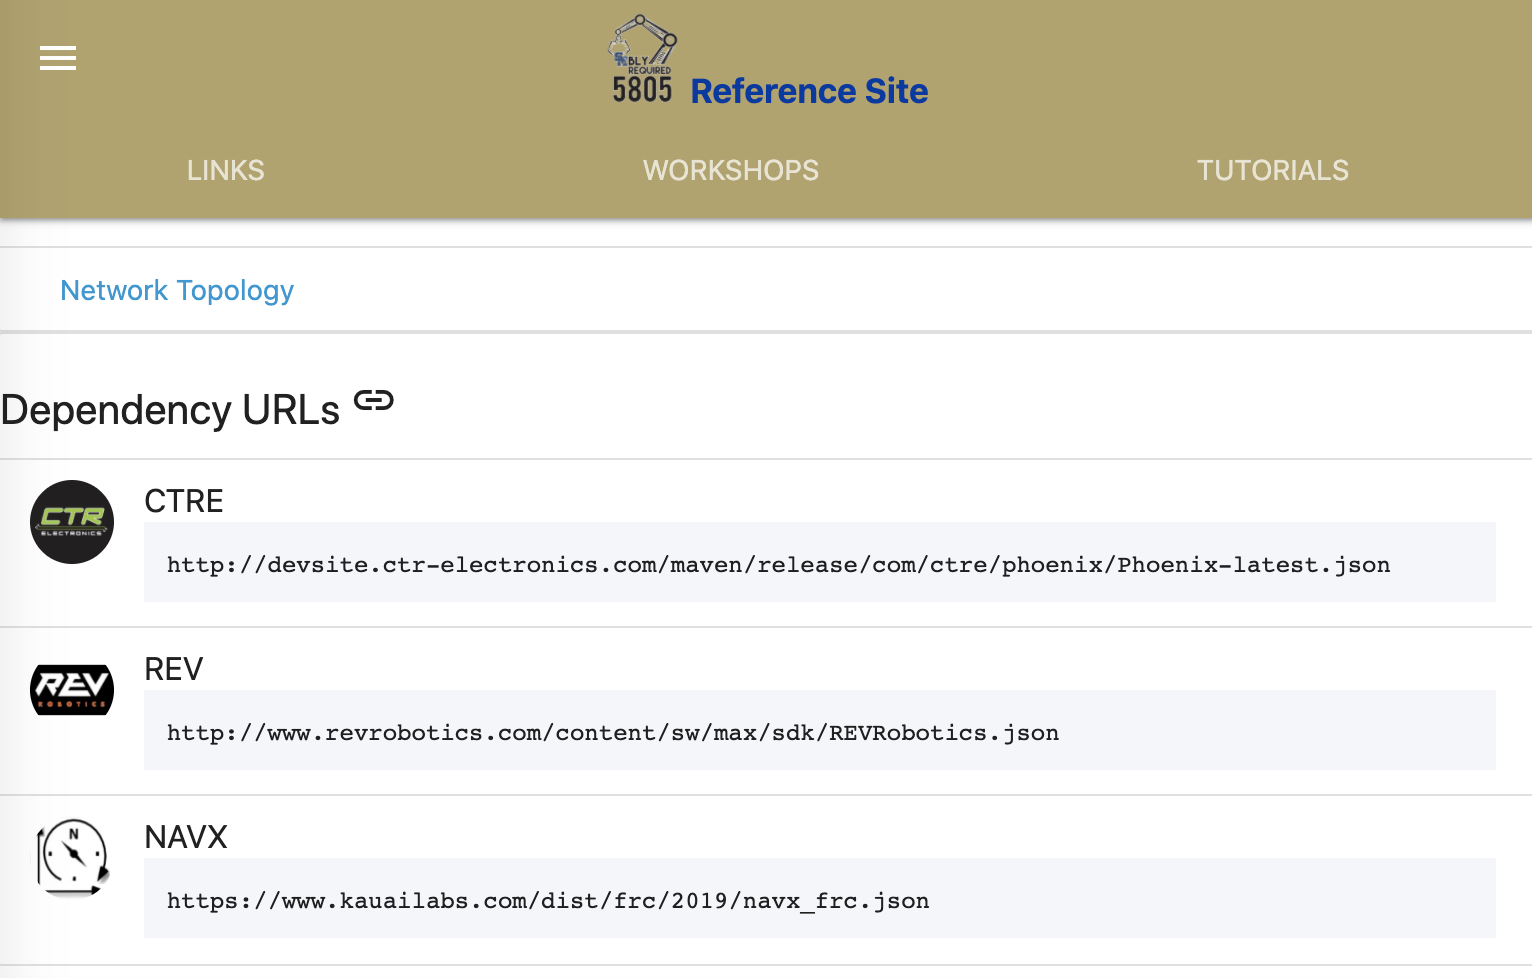 SMBLY
REQUIRED
5805
Reference Site
LINKS WORKSHOPS TUTORIALS
Network Topology
Dependency URLs
CTR
ELECTRONICS
CTRE
http://devsite.ctr-electronics.com/maven/release/com/ctre/phoenix/Phoenix-latest.json
REV
ROBOTICS
REV
http://www.revrobotics.com/content/sw/max/sdk/REVRobotics.json
N
NAVX
https://www.kauailabs.com/dist/frc/2019/navx_frc.json